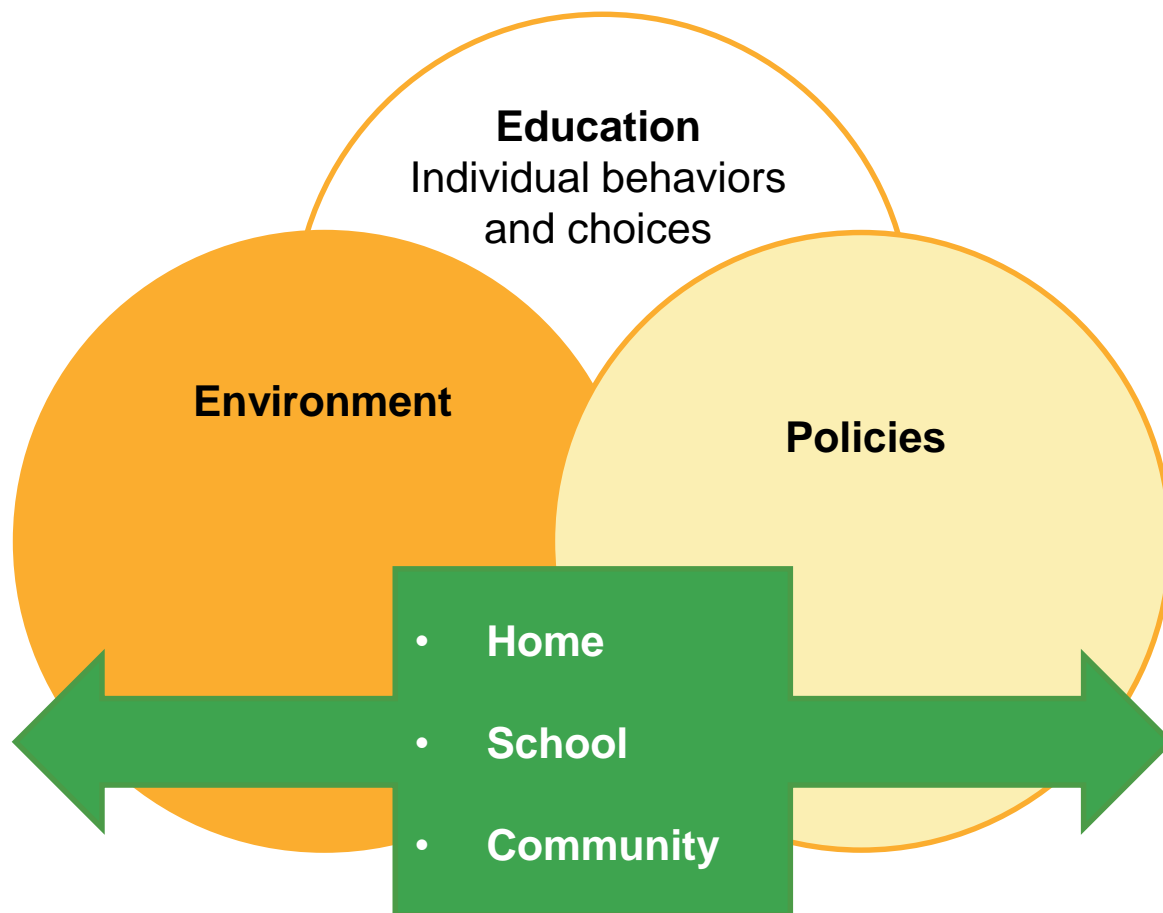 Education
Individual behaviors
and choices
Environment
Policies
• Home
• School
• Community